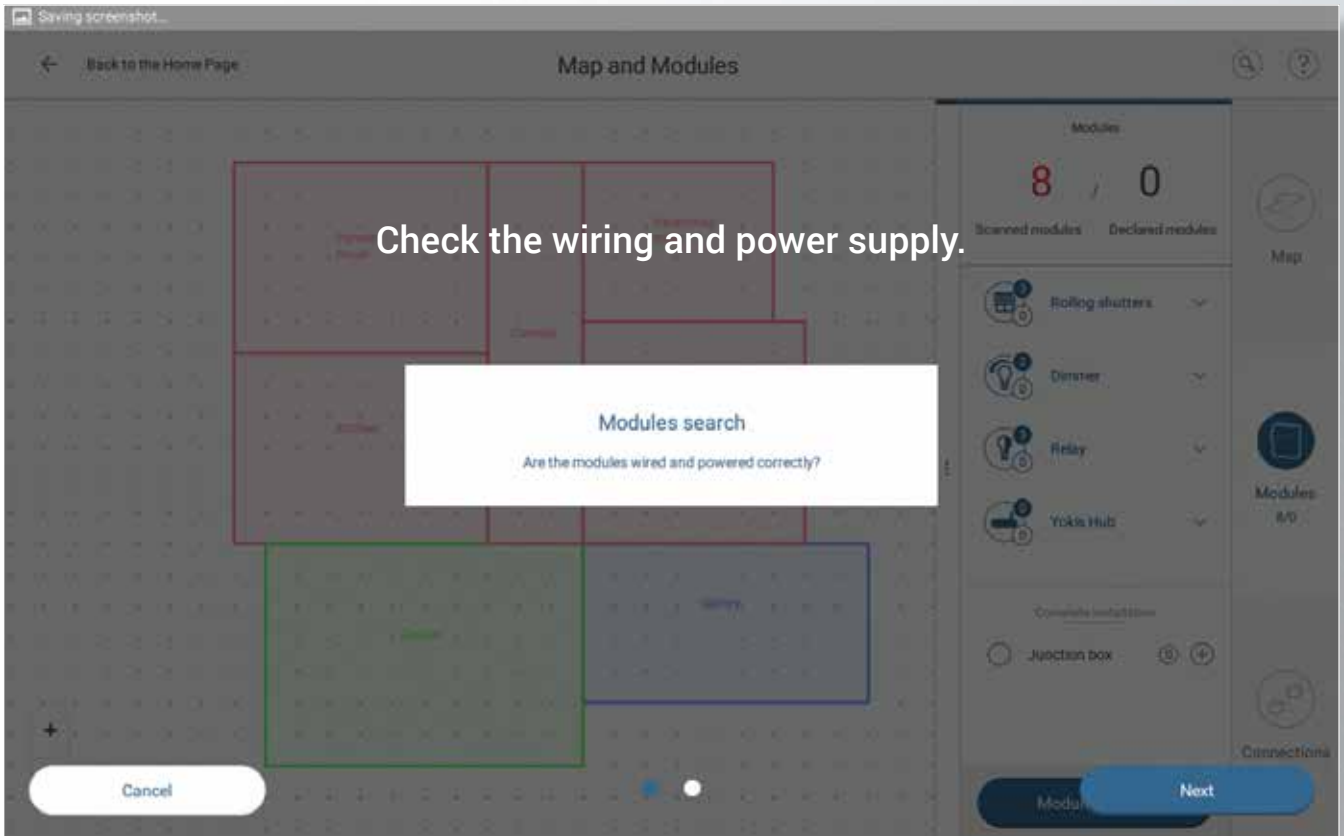 Saving screenshot...
Back to the Home Page
Map and Modules
Modules
8 / 0
Scanned modules Declared modules
Check the wiring and power supply.
Map
Rolling shutters
Dimmer
Modules search
Are the modules wired and powered correctly?
Relay
Modules
8/0
Yokis Hub
Complete installation
Junction box
Connections
+
Cancel
Next